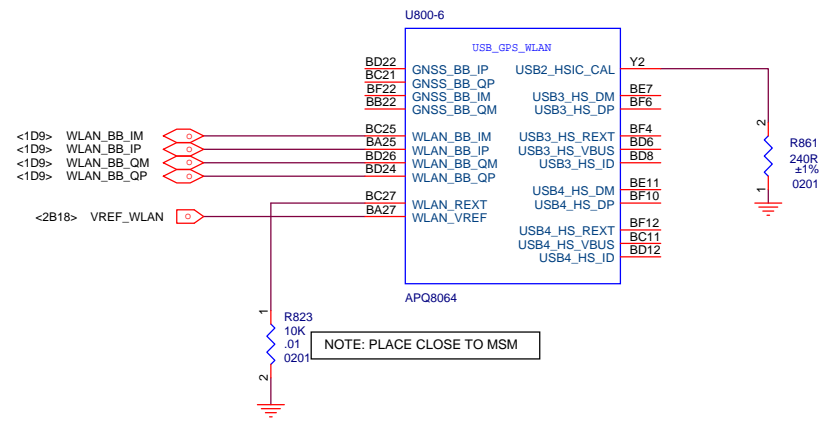 U800-6
USB_GPS_WLAN
BD22 GNSS_BB_IP USB2_HSIC_CAL Y2
BC21 GNSS_BB_QP
BF22 GNSS_BB_IM USB3_HS_DM BE7
BB22 GNSS_BB_QM USB3_HS_DP BF6
<1D9> WLAN_BB_IM BC25 WLAN_BB_IM USB3_HS_REXT BF4
<1D9> WLAN_BB_IP BA25 WLAN_BB_IP USB3_HS_VBUS BD6
<1D9> WLAN_BB_QM BD26 WLAN_BB_QM USB3_HS_ID BD8
<1D9> WLAN_BB_QP BD24 WLAN_BB_QP
USB4_HS_DM BE11
BC27 WLAN_REXT USB4_HS_DP BF10
<2B18> VREF_WLAN BA27 WLAN_VREF
USB4_HS_REXT BF12
USB4_HS_VBUS BC11
USB4_HS_ID BD12
2
R861
240R
±1%
0201
1
APQ8064
1
R823
10K
.01
0201
2
NOTE: PLACE CLOSE TO MSM